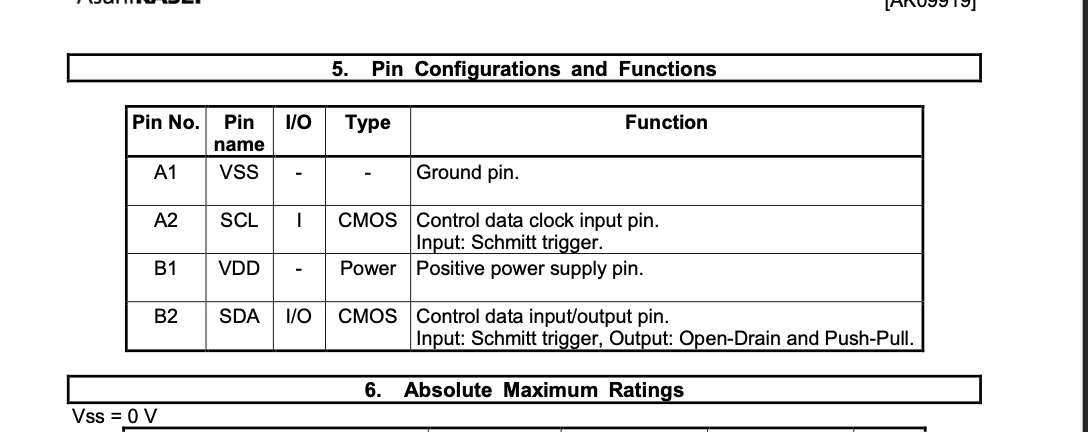 [AK09919]
5. Pin Configurations and Functions
Pin No. Pin name I/O Type Function
A1 VSS - - Ground pin.
A2 SCL I CMOS Control data clock input pin.
Input: Schmitt trigger.
B1 VDD - Power Positive power supply pin.
B2 SDA I/O CMOS Control data input/output pin.
Input: Schmitt trigger, Output: Open-Drain and Push-Pull.
6. Absolute Maximum Ratings
Vss = 0 V